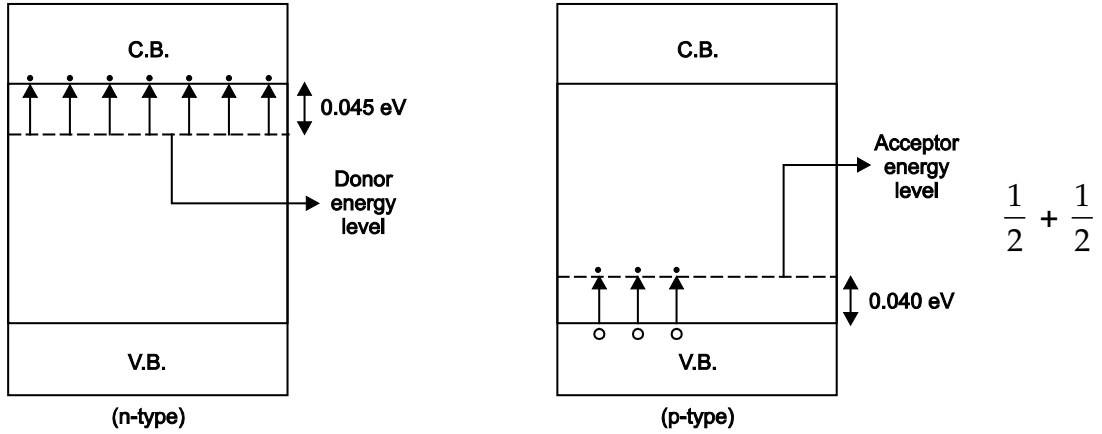 C.B.
0.045 eV
Donor
energy
level
V.B.
(n-type)
C.B.
Acceptor
energy
level
0.040 eV
V.B.
(p-type)
1/2 + 1/2